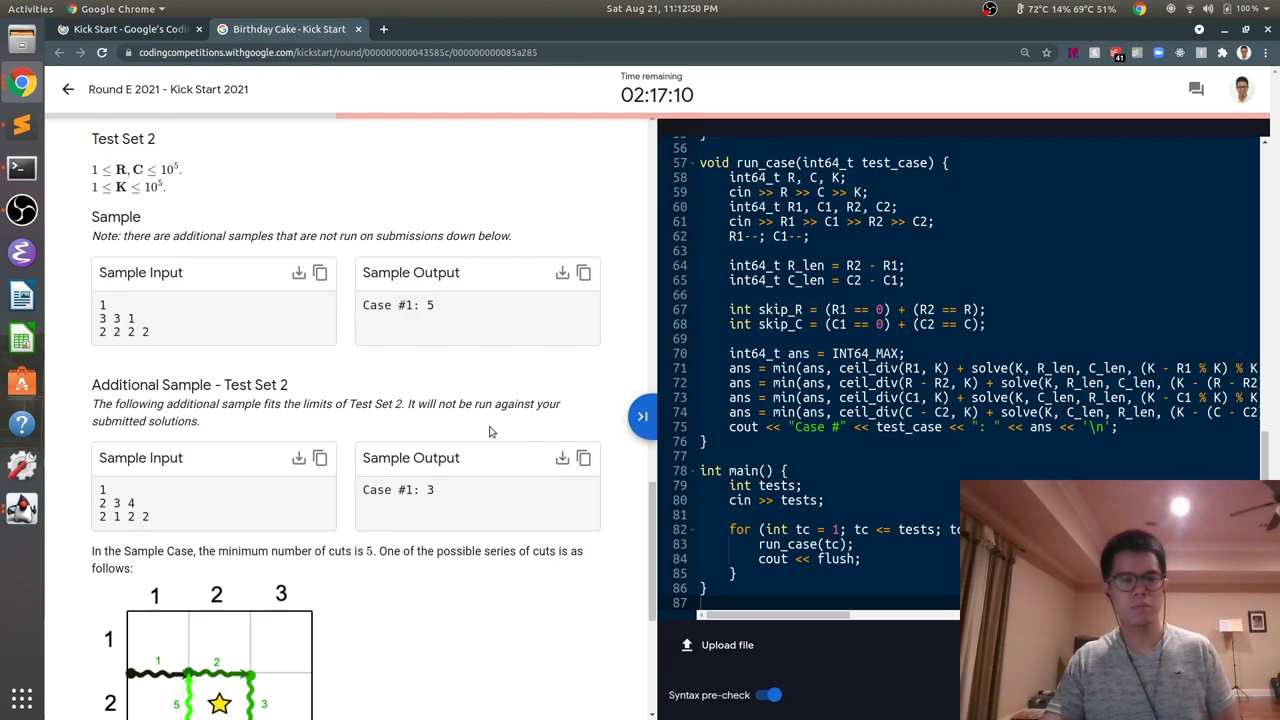 Activities
Google Chrome
Sat Aug 21, 11:12:50 PM
72°C 14% 69°C 51%
100 %
Kick Start - Google's Codi
Birthday Cake - Kick Start
codingcompetitions.withgoogle.com/kickstart/round/000000000043585c/000000000085a285
41
Round E 2021 - Kick Start 2021
Time remaining
02:17:10
Test Set 2
1 ≤ R, C ≤ 10⁵.
1 ≤ K ≤ 10⁵.
Sample
Note: there are additional samples that are not run on submissions down below.
Sample Input
Sample Output
1
3 3 1
2 2 2 2
Case #1: 5
Additional Sample - Test Set 2
The following additional sample fits the limits of Test Set 2. It will not be run against your
submitted solutions.
Sample Input
Sample Output
1
2 3 4
2 1 2 2
Case #1: 3
In the Sample Case, the minimum number of cuts is 5. One of the possible series of cuts is as
follows:
1 2 3
1
1 2
2
5 3
56
57 void run_case(int64_t test_case) {
58 int64_t R, C, K;
59 cin >> R >> C >> K;
60 int64_t R1, C1, R2, C2;
61 cin >> R1 >> C1 >> R2 >> C2;
62 R1--; C1--;
63
64 int64_t R_len = R2 - R1;
65 int64_t C_len = C2 - C1;
66
67 int skip_R = (R1 == 0) + (R2 == R);
68 int skip_C = (C1 == 0) + (C2 == C);
69
70 int64_t ans = INT64_MAX;
71 ans = min(ans, ceil_div(R1, K) + solve(K, R_len, C_len, (K - R1 % K) % K
72 ans = min(ans, ceil_div(R - R2, K) + solve(K, R_len, C_len, (K - (R - R2
73 ans = min(ans, ceil_div(C1, K) + solve(K, C_len, R_len, (K - C1 % K) % K
74 ans = min(ans, ceil_div(C - C2, K) + solve(K, C_len, R_len, (K - (C - C2
75 cout << "Case #" << test_case << ": " << ans << '\n';
76 }
77
78 int main() {
79 int tests;
80 cin >> tests;
81
82 for (int tc = 1; tc <= tests; tc
83 run_case(tc);
84 cout << flush;
85 }
86 }
87
Upload file
Syntax pre-check